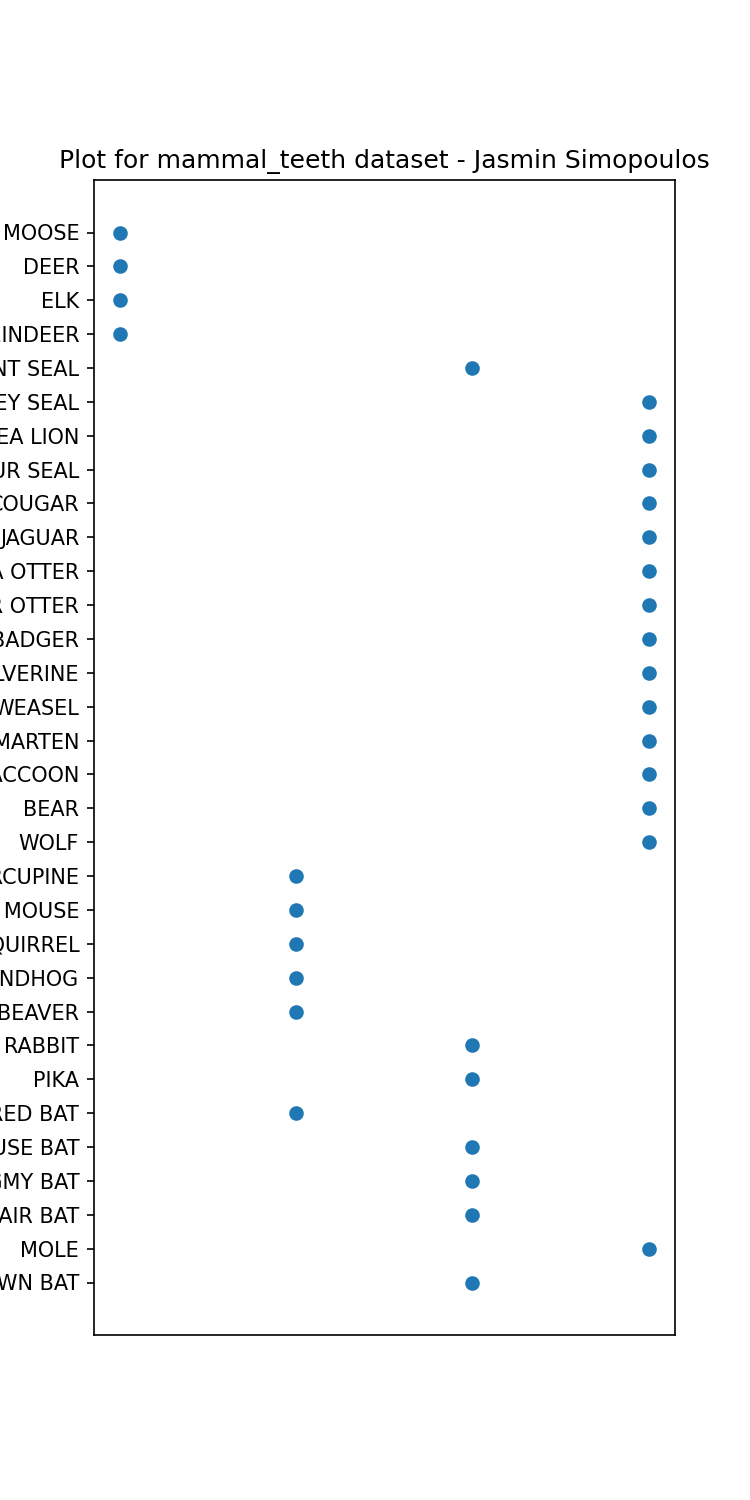 Plot for mammal_teeth dataset - Jasmin Simopoulos
MOOSE
DEER
ELK
INDEER
NT SEAL
EY SEAL
EA LION
UR SEAL
COUGAR
JAGUAR
A OTTER
R OTTER
BADGER
LVERINE
WEASEL
MARTEN
ACCOON
BEAR
WOLF
RCUPINE
MOUSE
QUIRREL
NDHOG
BEAVER
RABBIT
PIKA
RED BAT
USE BAT
GMY BAT
AIR BAT
MOLE
WN BAT